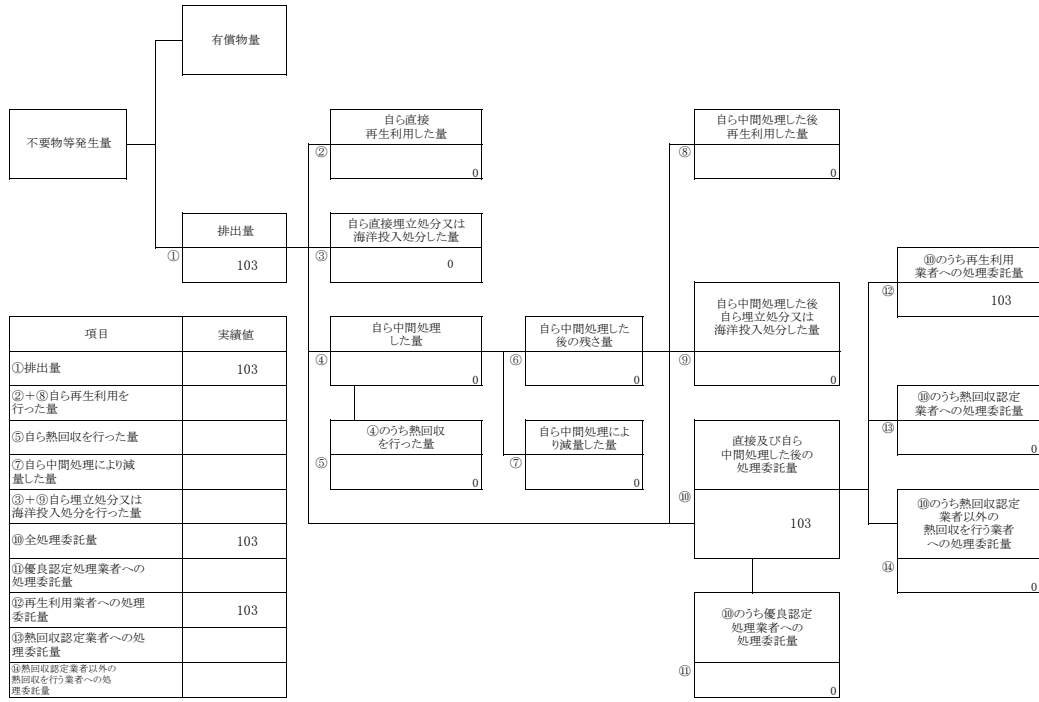 有償物量
不要物等発生量
自ら直接
再生利用した量
②
0
自ら中間処理した後
再生利用した量
⑧
0
排出量
①
103
自ら直接埋立処分又は
海洋投入処分した量
③
0
⑩のうち再生利用
業者への処理委託量
⑫
103
自ら中間処理
した量
④
0
自ら中間処理した
後の残さ量
⑥
0
自ら中間処理した後
自ら埋立処分又は
海洋投入処分した量
⑨
0
④のうち熱回収
を行った量
⑤
0
自ら中間処理によ
り減量した量
⑦
0
直接及び自ら
中間処理した後の
処理委託量
⑩
103
⑩のうち熱回収認定
業者への処理委託量
⑬
0
⑩のうち熱回収認定
業者以外の
熱回収を行う業者
への処理委託量
⑭
0
⑩のうち優良認定
処理業者への
処理委託量
⑪
0
項目 実績値
①排出量 103
②＋⑧自ら再生利用を
行った量
⑤自ら熱回収を行った量
⑦自ら中間処理により減
量した量
③＋⑨自ら埋立処分又は
海洋投入処分を行った量
⑩全処理委託量 103
⑪優良認定処理業者への
処理委託量
⑫再生利用業者への処理
委託量 103
⑬熱回収認定業者への処
理委託量
⑭熱回収認定業者以外の
熱回収を行う業者への処
理委託量